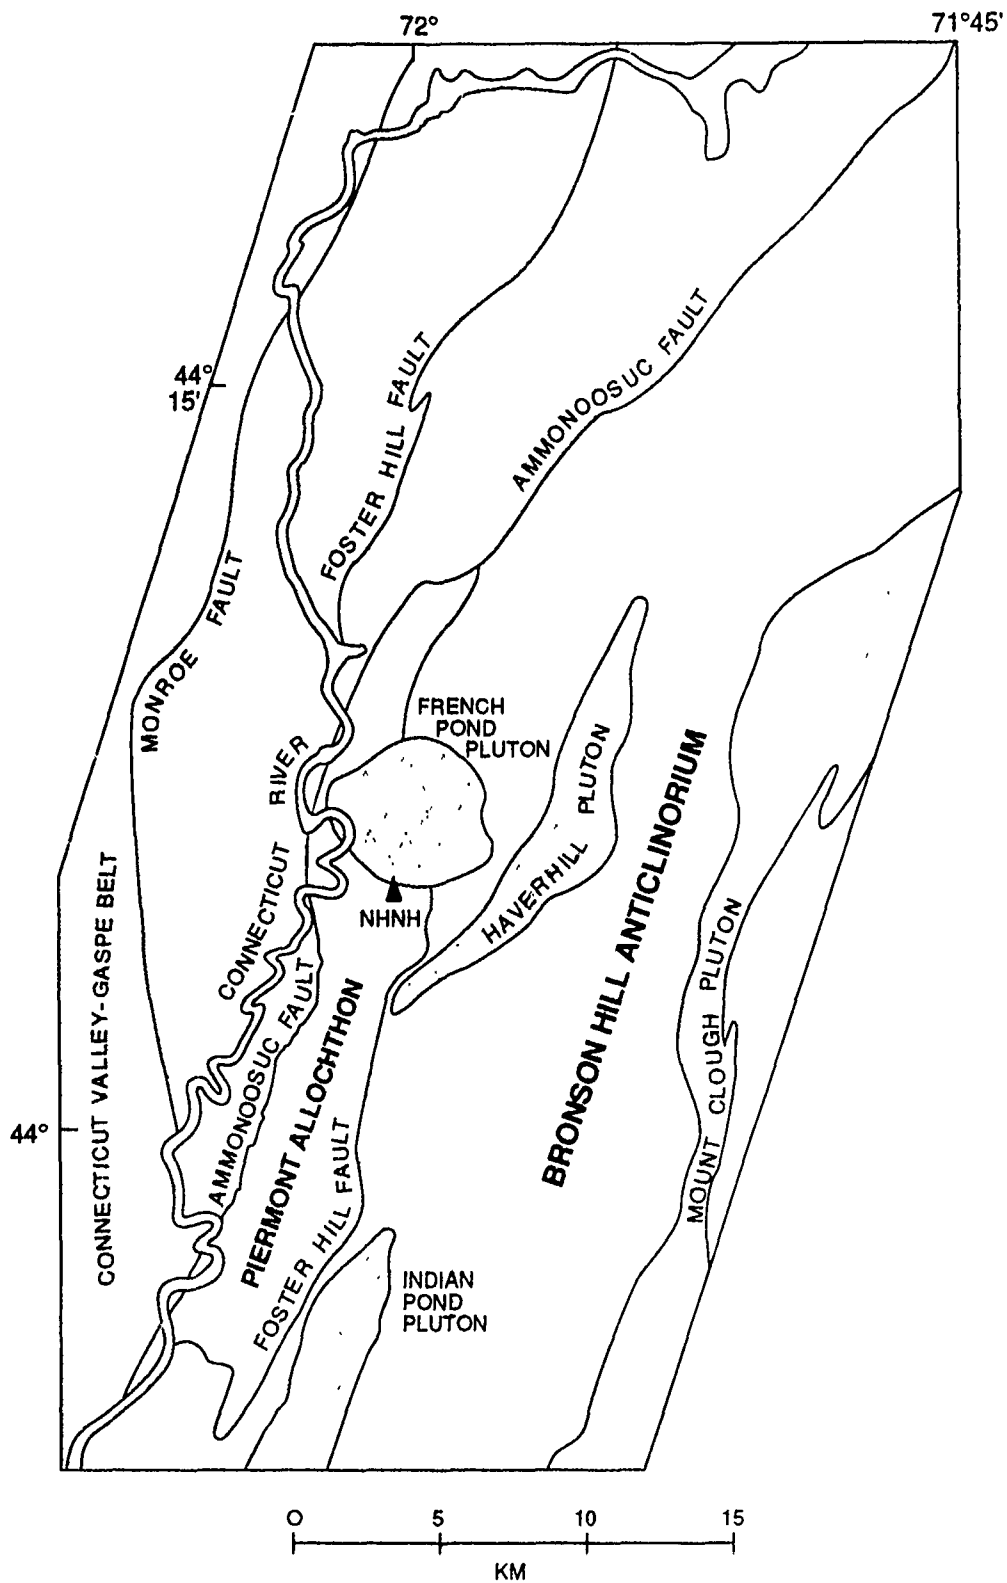 72°
71°45'
44°
15'
FOSTER HILL FAULT
AMMONOOSUC FAULT
MONROE FAULT
FRENCH
POND
PLUTON
CONNECTICUT RIVER
HAVERHILL PLUTON
NHNH
BRONSON HILL ANTICLINORIUM
CONNECTICUT VALLEY-GASPE BELT
AMMONOOSUC FAULT
PIERMONT ALLOCHTHON
MOUNT CLOUGH PLUTON
44°
FOSTER HILL FAULT
INDIAN
POND
PLUTON
0 5 10 15
KM